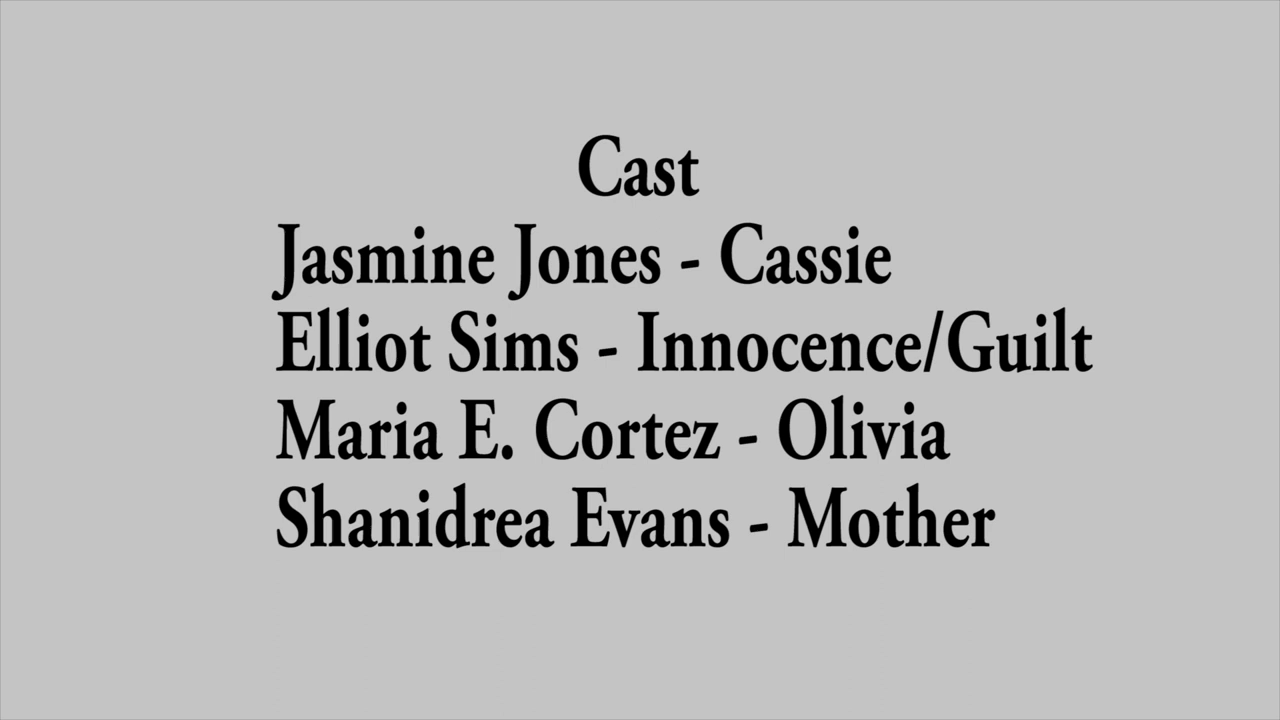 Cast
Jasmine Jones - Cassie
Elliot Sims - Innocence/Guilt
Maria E. Cortez - Olivia
Shanidrea Evans - Mother